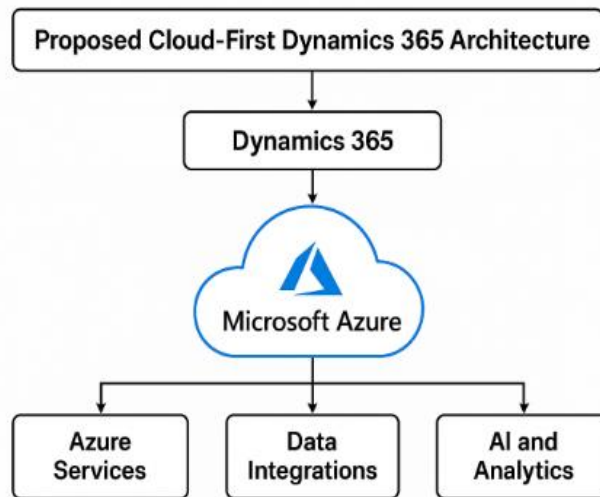 Proposed Cloud-First Dynamics 365 Architecture
Dynamics 365
Microsoft Azure
Azure
Services
Data
Integrations
AI and
Analytics